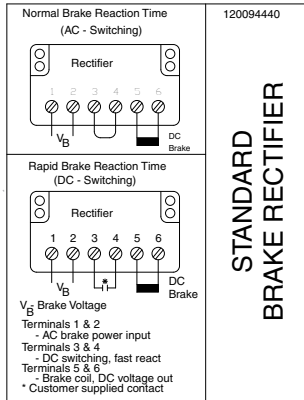 Normal Brake Reaction Time
(AC - Switching)
Rectifier
1 2 3 4 5 6
VB
DC
Brake
Rapid Brake Reaction Time
(DC - Switching)
Rectifier
1 2 3 4 5 6
*
VB
DC
Brake
VB- Brake Voltage
Terminals 1 & 2
- AC brake power input
Terminals 3 & 4
- DC switching, fast react
Terminals 5 & 6
- Brake coil, DC voltage out
* Customer supplied contact
120094440
STANDARD
BRAKE RECTIFIER